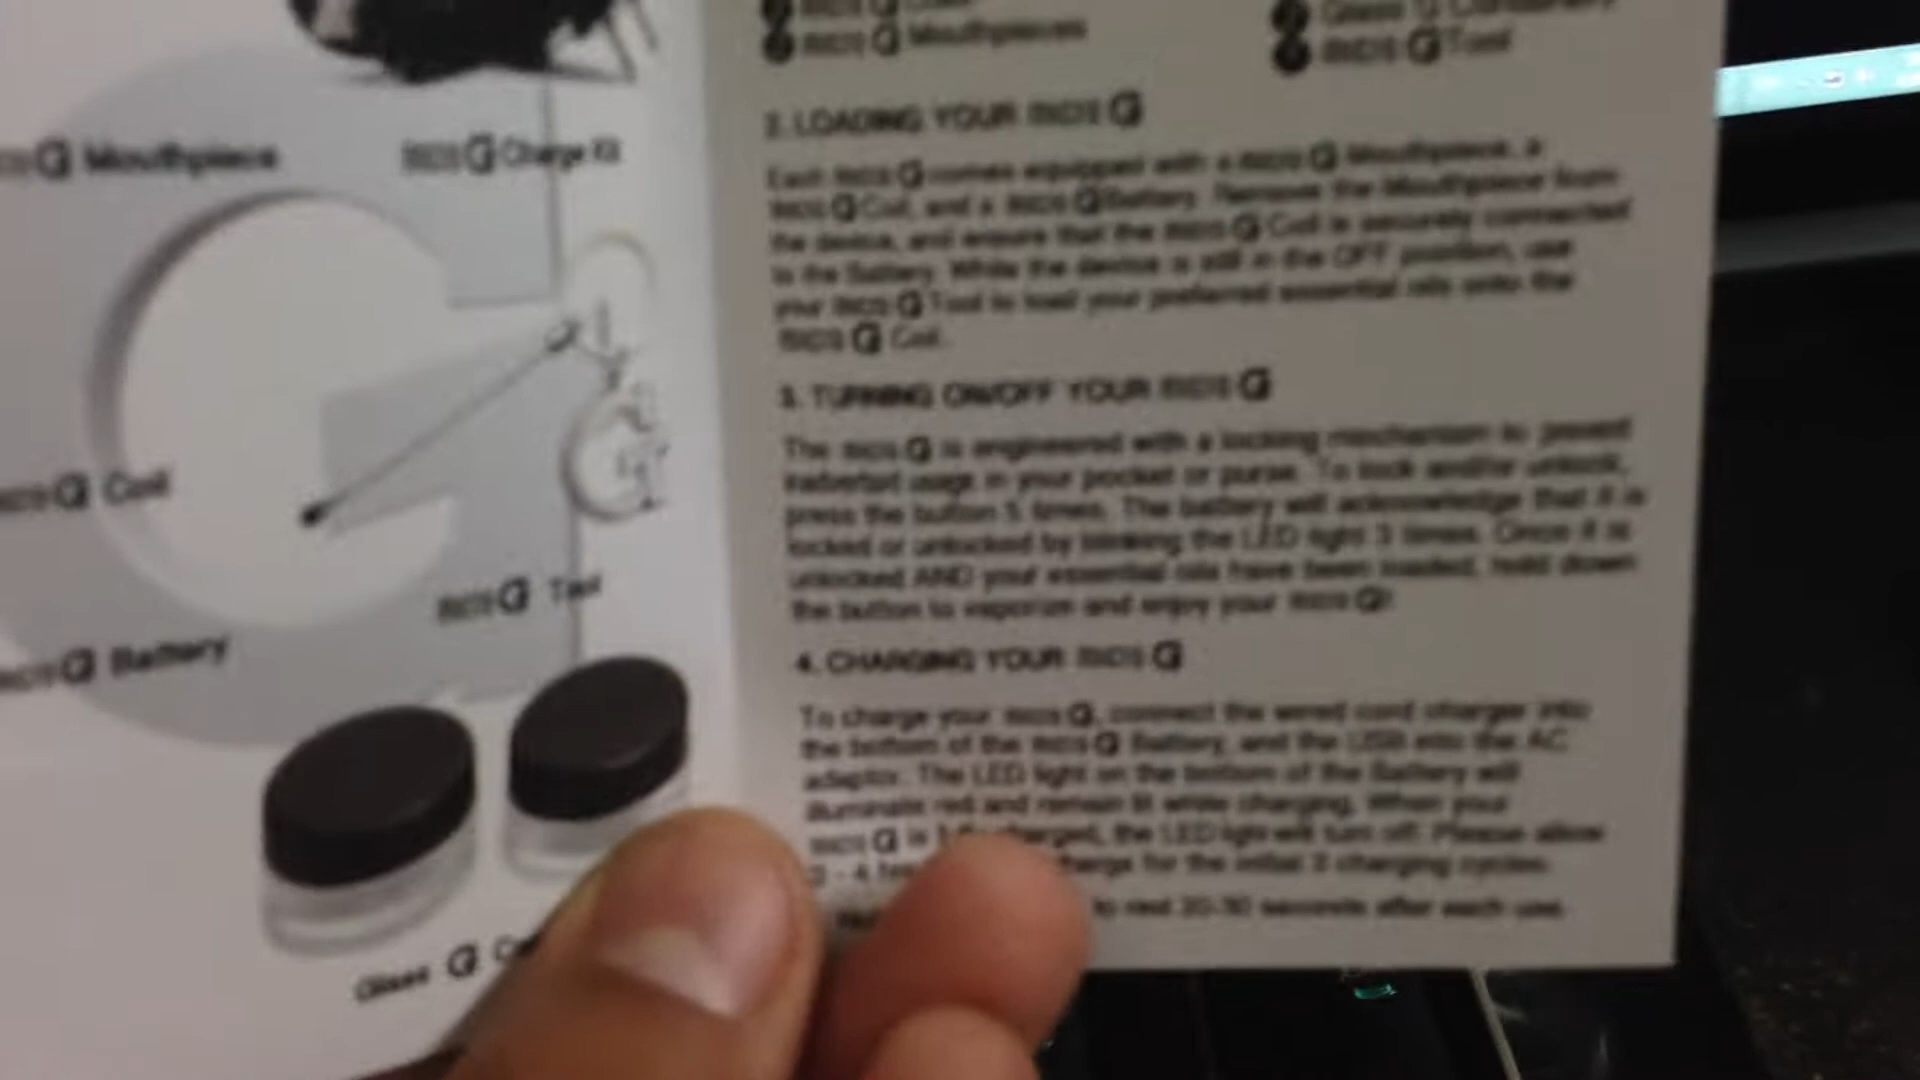 G Mouthpiece
G Charge Kit
G Coil
G Tool
G Battery
Glass G
G Mouthpieces
G Tool
2. LOADING YOUR G
Each G comes equipped with a G Mouthpiece, a
G Coil, and a G Battery. Remove the Mouthpiece from
the device, and ensure that the G Coil is securely connected
to the Battery. While the device is still in the OFF position, use
your G Tool to load your preferred essential oils onto the
G Coil.
3. TURNING ON/OFF YOUR G
The G is engineered with a locking mechanism to prevent
inadvertent usage in your pocket or purse. To lock and/or unlock,
press the button 5 times. The battery will acknowledge that it is
locked or unlocked by blinking the LED light 3 times. Once it is
unlocked AND your essential oils have been loaded, hold down
the button to vaporize and enjoy your G!
4. CHARGING YOUR G
To charge your G, connect the wired cord charger into
the bottom of the G Battery, and the USB into the AC
adaptor. The LED light on the bottom of the Battery will
illuminate red and remain lit while charging. When your
G is charged, the LED light will turn off. Please allow
- 4 for the initial 3 charging cycles.
to rest 20-30 seconds after each use.